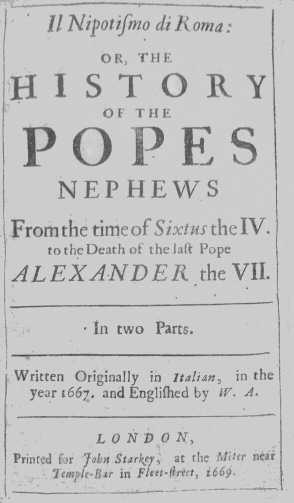 Il Nipotiſmo di Roma:
OR, THE
HISTORY
OF THE
POPES
NEPHEWS
From the time of Sixtus the IV.
to the Death of the laſt Pope
ALEXANDER the VII.
In two Parts.
Written Originally in Italian, in the
year 1667. and Engliſhed by W. A.
LONDON,
Printed for John Starkey, at the Miter near
Temple-Bar in Fleet-ſtreet, 1669.